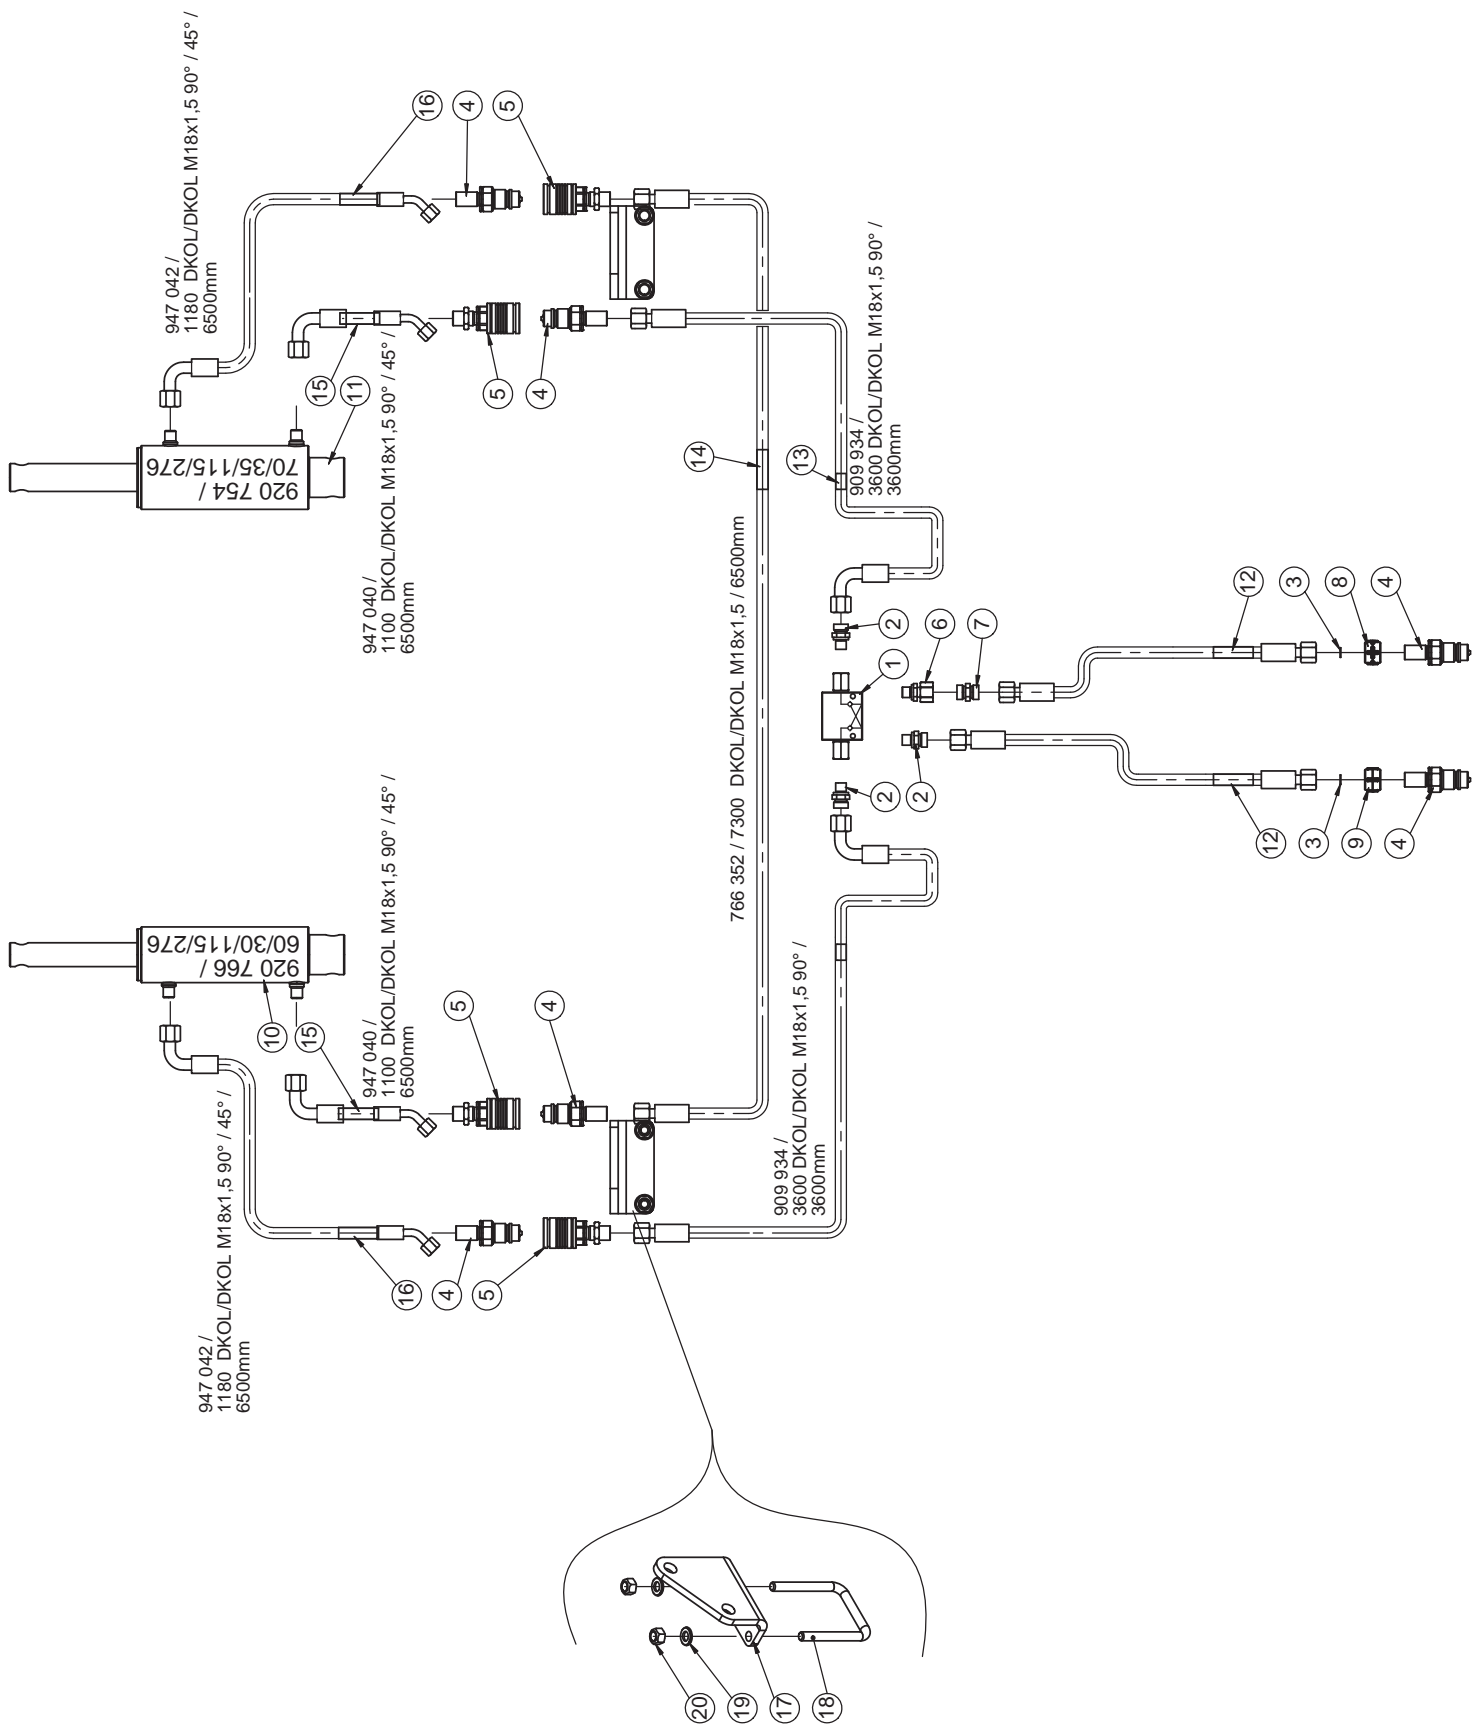 947 042 /
1180 DKOL/DKOL M18x1,5 90° / 45° /
6500mm
947 042 /
1180 DKOL/DKOL M18x1,5 90° / 45° /
6500mm
920 766 /
60/30/115/276
920 754 /
70/35/115/276
10
15
15
11
947 040 /
1100 DKOL/DKOL M18x1,5 90° / 45° /
6500mm
947 040 /
1100 DKOL/DKOL M18x1,5 90° / 45° /
6500mm
16
16
4
5
5
4
5
4
5
4
766 352 / 7300 DKOL/DKOL M18x1,5 / 6500mm
14
20
19
17
18
909 934 /
3600 DKOL/DKOL M18x1,5 90° /
3600mm
13
909 934 /
3600 DKOL/DKOL M18x1,5 90° /
3600mm
2
2
1
2
6
7
12
12
3
3
9
8
4
4